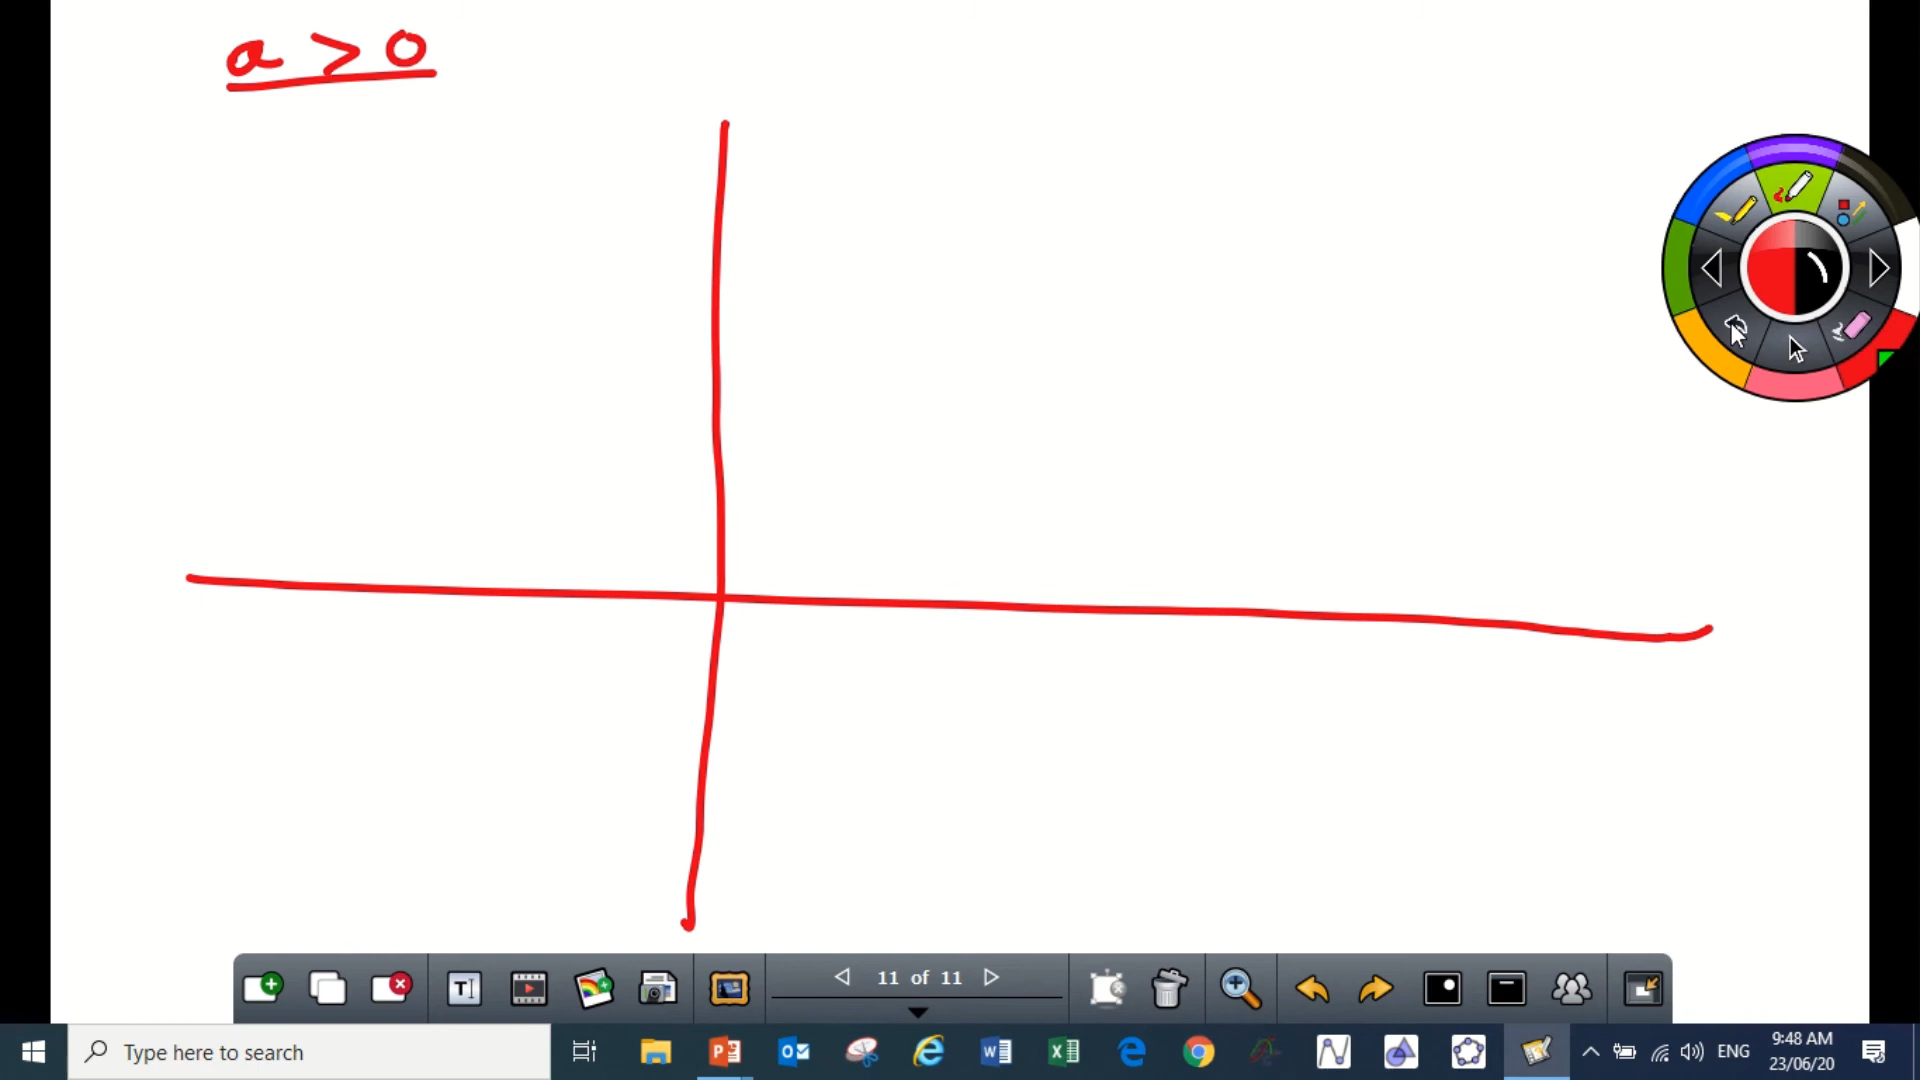 a > 0
T
11 of 11
Type here to search
ENG
9:48 AM
23/06/20